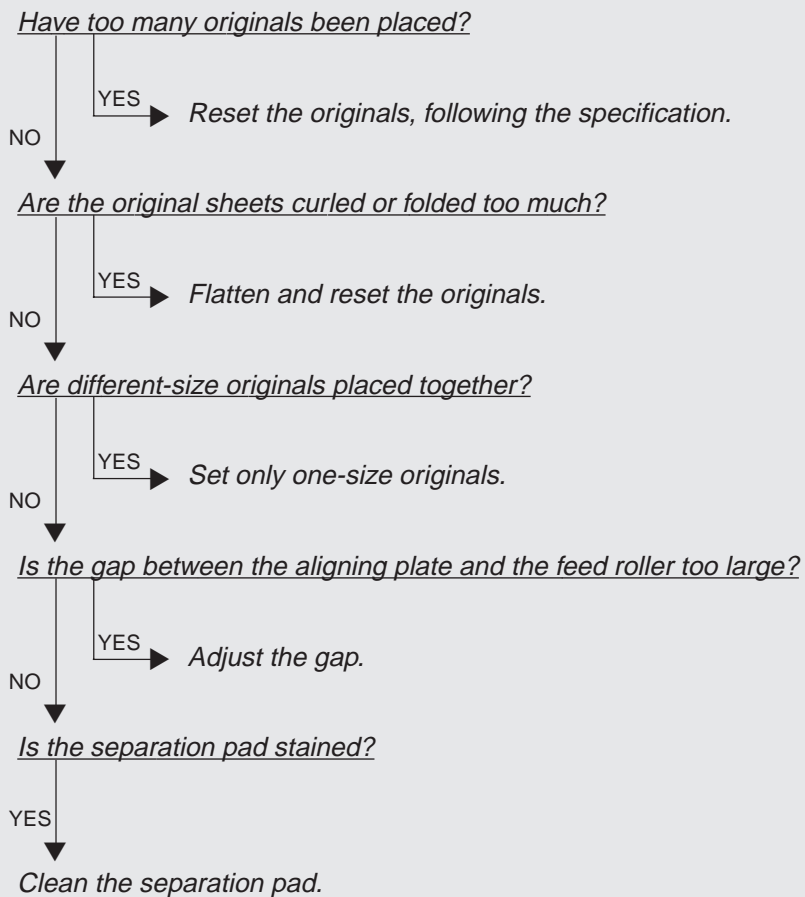 Have too many originals been placed?
YES
Reset the originals, following the specification.
NO
Are the original sheets curled or folded too much?
YES
Flatten and reset the originals.
NO
Are different-size originals placed together?
YES
Set only one-size originals.
NO
Is the gap between the aligning plate and the feed roller too large?
YES
Adjust the gap.
NO
Is the separation pad stained?
YES
Clean the separation pad.